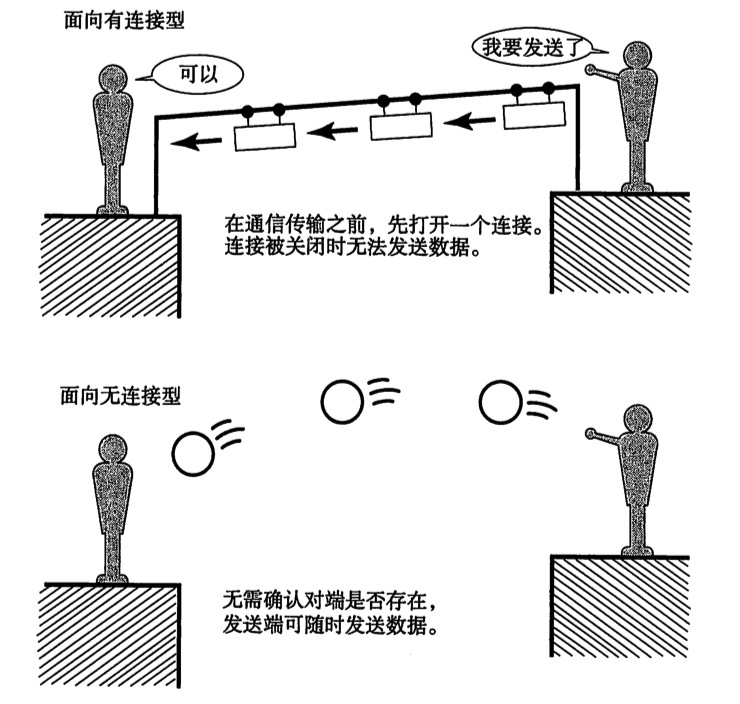 面向有连接型
我要发送了
可以
在通信传输之前，先打开一个连接。
连接被关闭时无法发送数据。
面向无连接型
无需确认对端是否存在，
发送端可随时发送数据。